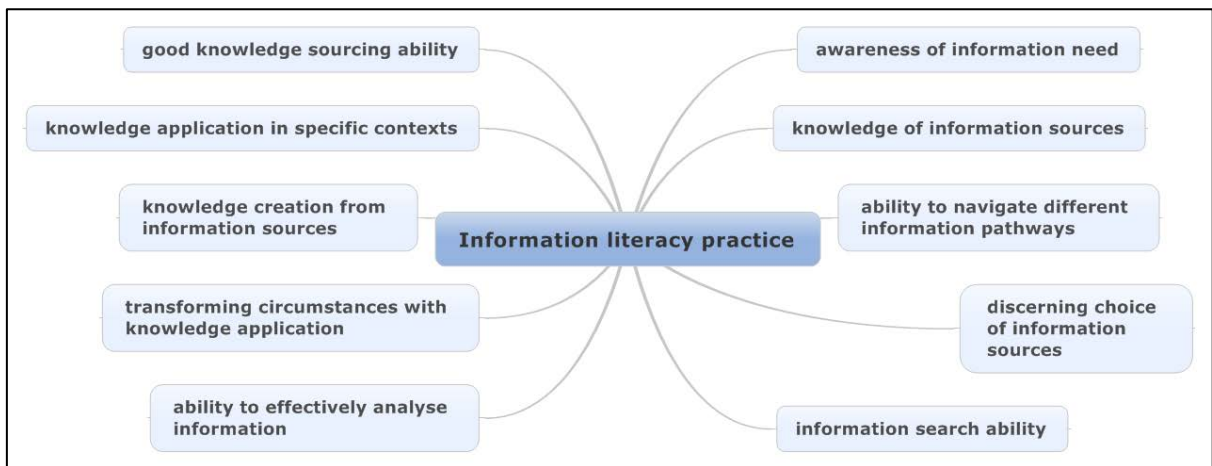 good knowledge sourcing ability
awareness of information need
knowledge application in specific contexts
knowledge of information sources
knowledge creation from
information sources
Information literacy practice
ability to navigate different
information pathways
transforming circumstances with
knowledge application
discerning choice
of information
sources
ability to effectively analyse
information
information search ability